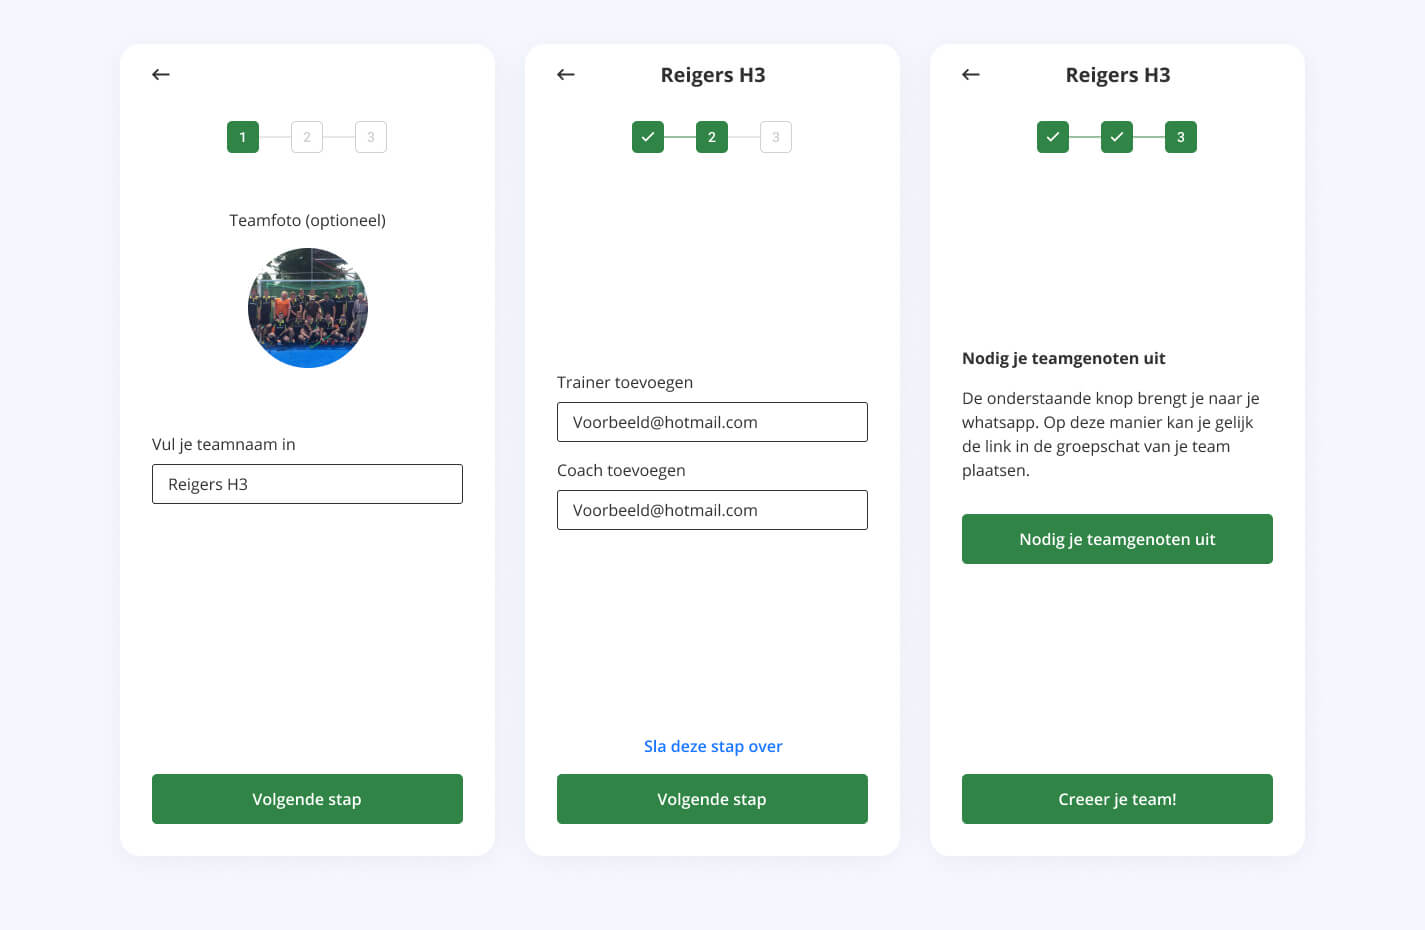 1 2 3
Teamfoto (optioneel)
Vul je teamnaam in
Reigers H3
Volgende stap
Reigers H3
2 3
Trainer toevoegen
Voorbeeld@hotmail.com
Coach toevoegen
Voorbeeld@hotmail.com
Sla deze stap over
Volgende stap
Reigers H3
3
Nodig je teamgenoten uit
De onderstaande knop brengt je naar je
whatsapp. Op deze manier kan je gelijk
de link in de groepschat van je team
plaatsen.
Nodig je teamgenoten uit
Creeer je team!